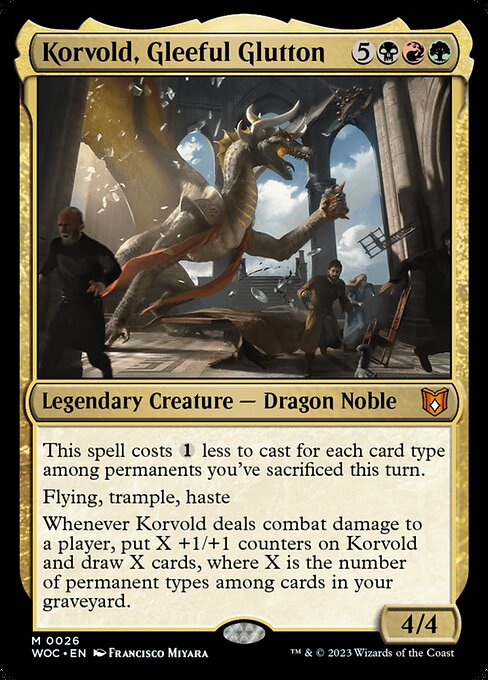 Korvold, Gleeful Glutton 5
Legendary Creature — Dragon Noble
This spell costs 1 less to cast for each card type
among permanents you've sacrificed this turn.
Flying, trample, haste
Whenever Korvold deals combat damage to
a player, put X +1/+1 counters on Korvold
and draw X cards, where X is the number
of permanent types among cards in your
graveyard.
4/4
M 0026
WOC • EN Francisco Miyara
™ & © 2023 Wizards of the Coast